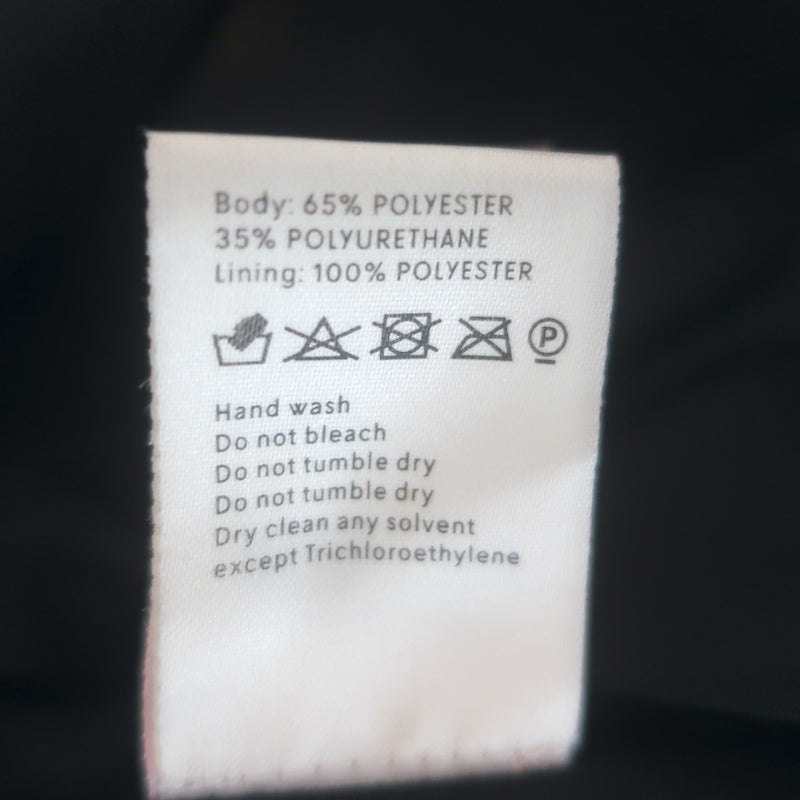 Body: 65% POLYESTER
35% POLYURETHANE
Lining: 100% POLYESTER
P
Hand wash
Do not bleach
Do not tumble dry
Do not tumble dry
Dry clean any solvent
except Trichloroethylene